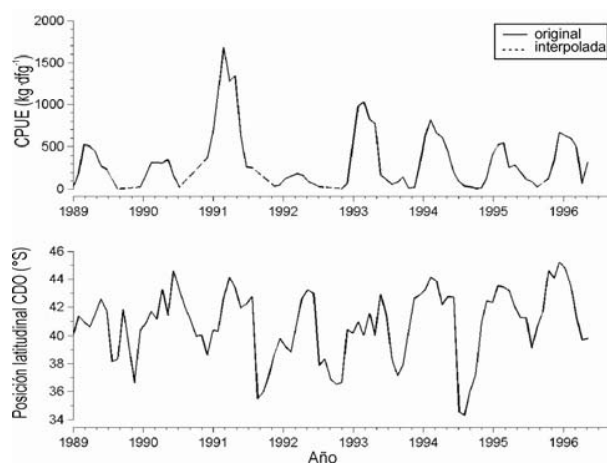 2000
1500
1000
500
0
CPUE (kg·dfg⁻¹)
original
interpolada
1989 1990 1991 1992 1993 1994 1995 1996
46
44
42
40
38
36
34
Posición latitudinal CDO (°S)
1989 1990 1991 1992 1993 1994 1995 1996
Año